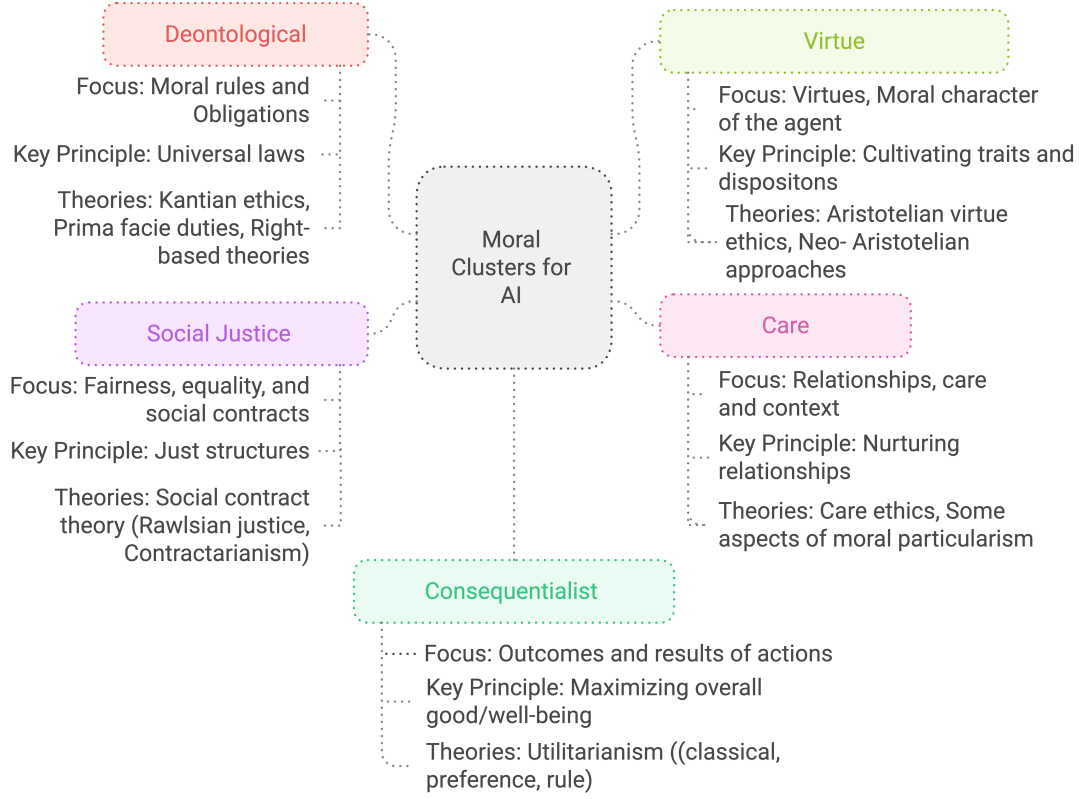 Deontological
Focus: Moral rules and
Obligations
Key Principle: Universal laws
Theories: Kantian ethics,
Prima facie duties, Right-
based theories
Virtue
Focus: Virtues, Moral character
of the agent
Key Principle: Cultivating traits and
dispositons
Theories: Aristotelian virtue
ethics, Neo- Aristotelian
approaches
Moral
Clusters for
AI
Social Justice
Focus: Fairness, equality, and
social contracts
Key Principle: Just structures
Theories: Social contract
theory (Rawlsian justice,
Contractarianism)
Care
Focus: Relationships, care
and context
Key Principle: Nurturing
relationships
Theories: Care ethics, Some
aspects of moral particularism
Consequentialist
Focus: Outcomes and results of actions
Key Principle: Maximizing overall
good/well-being
Theories: Utilitarianism ((classical,
preference, rule)